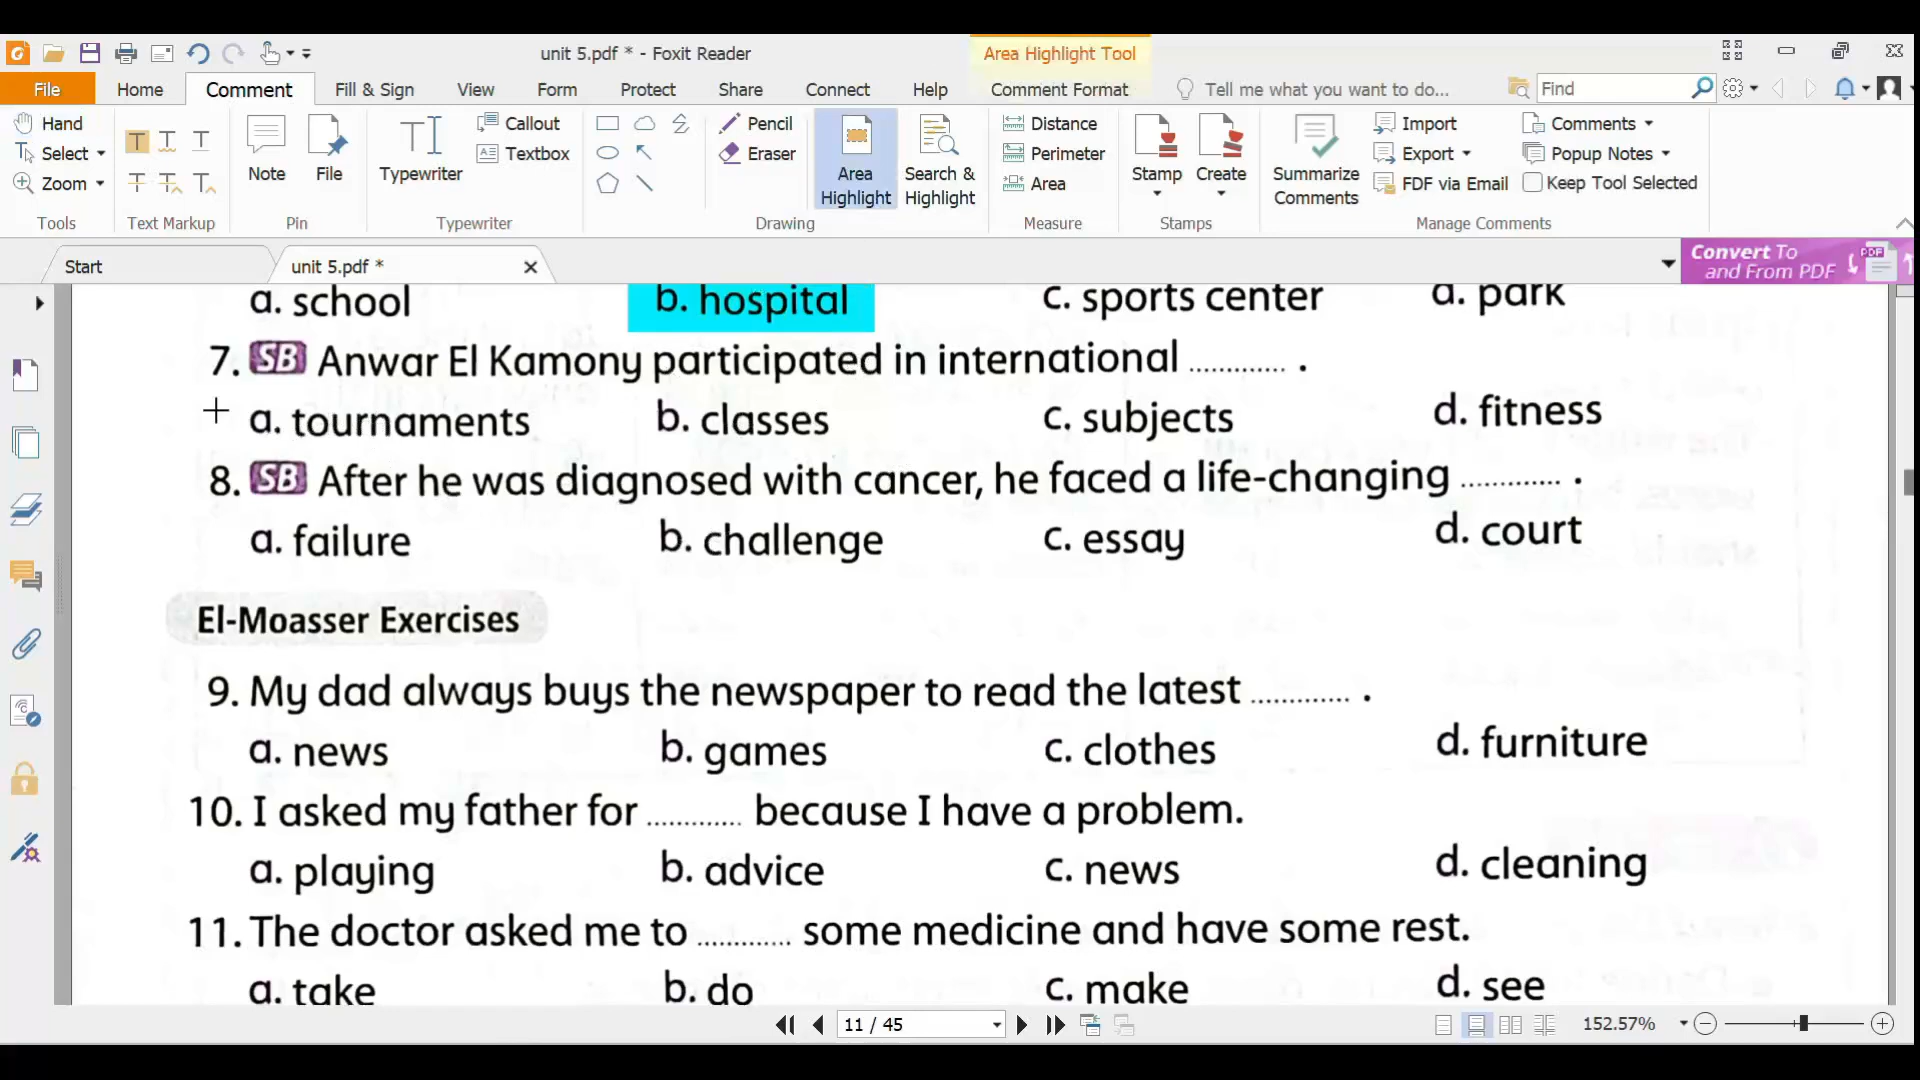 unit 5.pdf * - Foxit Reader
Area Highlight Tool
File Home Comment Fill & Sign View Form Protect Share Connect Help Comment Format Tell me what you want to do... Find
Hand
Select
Zoom
Tools
Text Markup
Note
File
Pin
Typewriter
Callout
Textbox
Typewriter
Pencil
Eraser
Area Highlight
Search & Highlight
Drawing
Distance
Perimeter
Area
Measure
Stamp
Create
Stamps
Summarize Comments
Import
Export
FDF via Email
Comments
Popup Notes
Keep Tool Selected
Manage Comments
Start
unit 5.pdf *
Convert To
and From PDF
PDF
a. school b. hospital c. sports center d. park
7. SB Anwar El Kamony participated in international ............ .
a. tournaments b. classes c. subjects d. fitness
8. SB After he was diagnosed with cancer, he faced a life-changing ............ .
a. failure b. challenge c. essay d. court
El-Moasser Exercises
9. My dad always buys the newspaper to read the latest ............ .
a. news b. games c. clothes d. furniture
10. I asked my father for ............ because I have a problem.
a. playing b. advice c. news d. cleaning
11. The doctor asked me to ............ some medicine and have some rest.
a. take b. do c. make d. see
11 / 45
152.57%